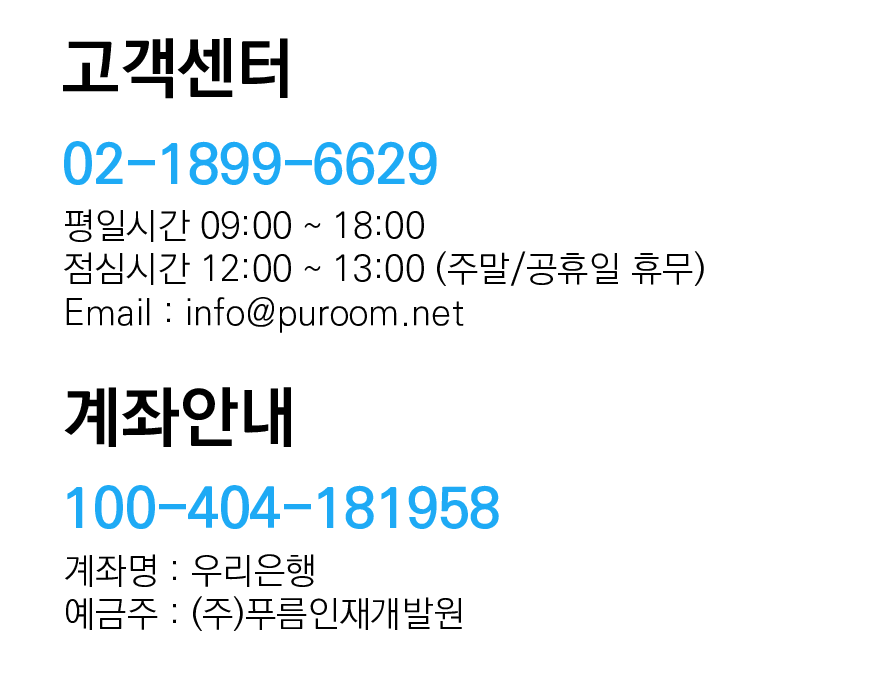 고객센터
02-1899-6629
평일시간 09:00 ~ 18:00
점심시간 12:00 ~ 13:00 (주말/공휴일 휴무)
Email : info@puroom.net
계좌안내
100-404-181958
계좌명 : 우리은행
예금주 : (주)푸름인재개발원